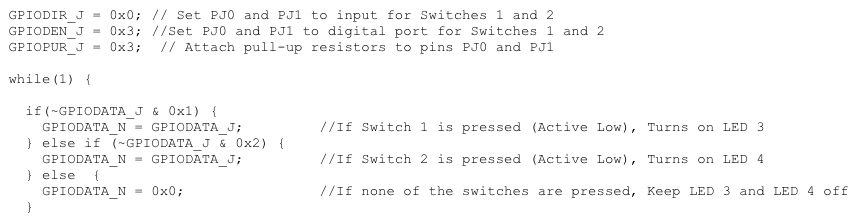 GPIODIR_J = 0x0; // Set PJ0 and PJ1 to input for Switches 1 and 2
GPIODEN_J = 0x3; //Set PJ0 and PJ1 to digital port for Switches 1 and 2
GPIOPUR_J = 0x3;  // Attach pull-up resistors to pins PJ0 and PJ1
while(1) {
if(~GPIODATA_J & 0x1) {
GPIODATA_N = GPIODATA_J; //If Switch 1 is pressed (Active Low), Turns on LED 3
} else if (~GPIODATA_J & 0x2) {
GPIODATA_N = GPIODATA_J; //If Switch 2 is pressed (Active Low), Turns on LED 4
} else  {
GPIODATA_N = 0x0; //If none of the switches are pressed, Keep LED 3 and LED 4 off
}